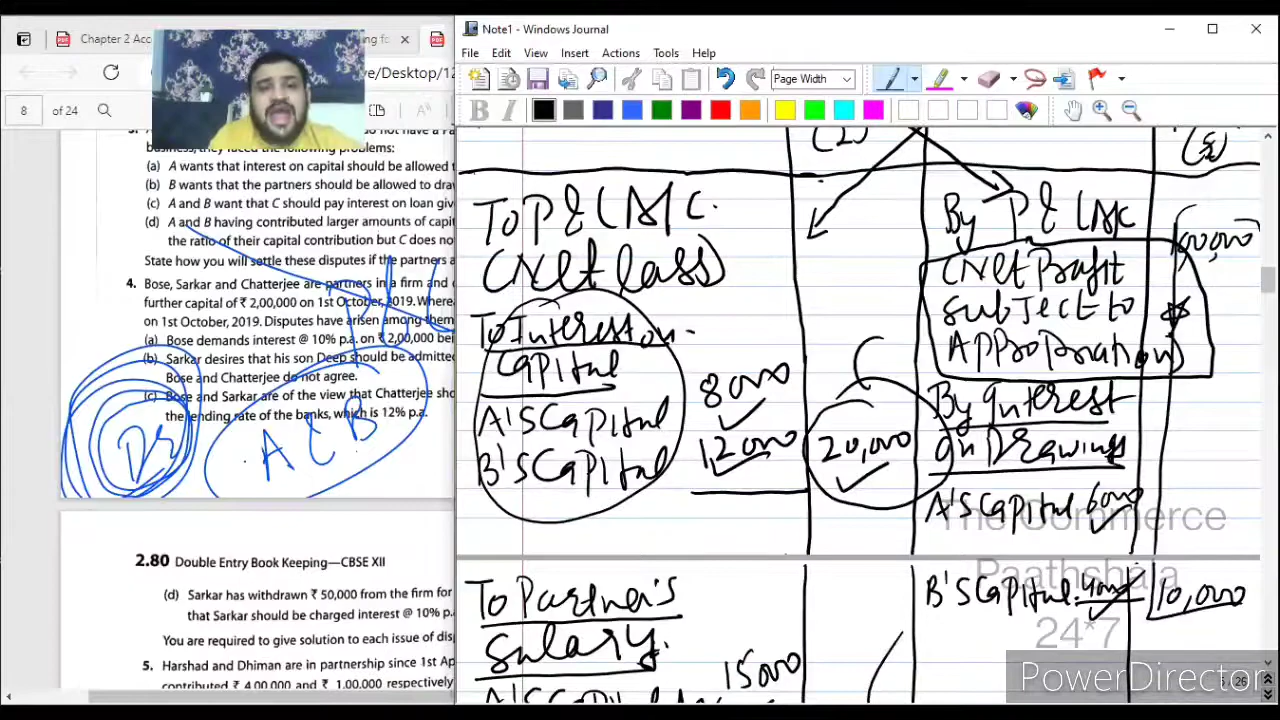 Note1 - Windows Journal
Chapter 2 Acc
ng for
File Edit View Insert Actions Tools Help
ve/Desktop/12
Page Width
8 of 24
B I U
business, they faced the following problems:
(a) A wants that interest on capital should be allowed t
(b) B wants that the partners should be allowed to dra
(c) A and B want that C should pay interest on loan giv
(d) A and B having contributed larger amounts of capit
the ratio of their capital contribution but C does no
State how you will settle these disputes if the partners a
4. Bose, Sarkar and Chatterjee are partners in a firm and
further capital of ₹ 2,00,000 on 1st October, 2019. Wherea
on 1st October, 2019. Disputes have arisen among them
(a) Bose demands interest @ 10% p.a. on ₹ 2,00,000 bei
(b) Sarkar desires that his son Deep should be admitted
Bose and Chatterjee do not agree.
(c) Bose and Sarkar are of the view that Chatterjee sho
the lending rate of the banks, which is 12% p.a.
Dr
A & B
2.80 Double Entry Book Keeping—CBSE XII
(d) Sarkar has withdrawn ₹ 50,000 from the firm for
that Sarkar should be charged interest @ 10% p.
You are required to give solution to each issue of dis
5. Harshad and Dhiman are in partnership since 1st Ap
contributed ₹ 4,00,000 and ₹ 1,00,000 respectively
To P & L A/c.
(Net loss)
To Interest on.
Capital
A's Capital 8000
B's Capital 12000 20,000
To Partner's
Salary.
15000
By P & L A/c
(Net Profit
Subject to
Appropriation)
By Interest
on Drawings
A's Capital 6000
B's Capital 4000 10,000
The Commerce
Paathshala
24*7
PowerDirector